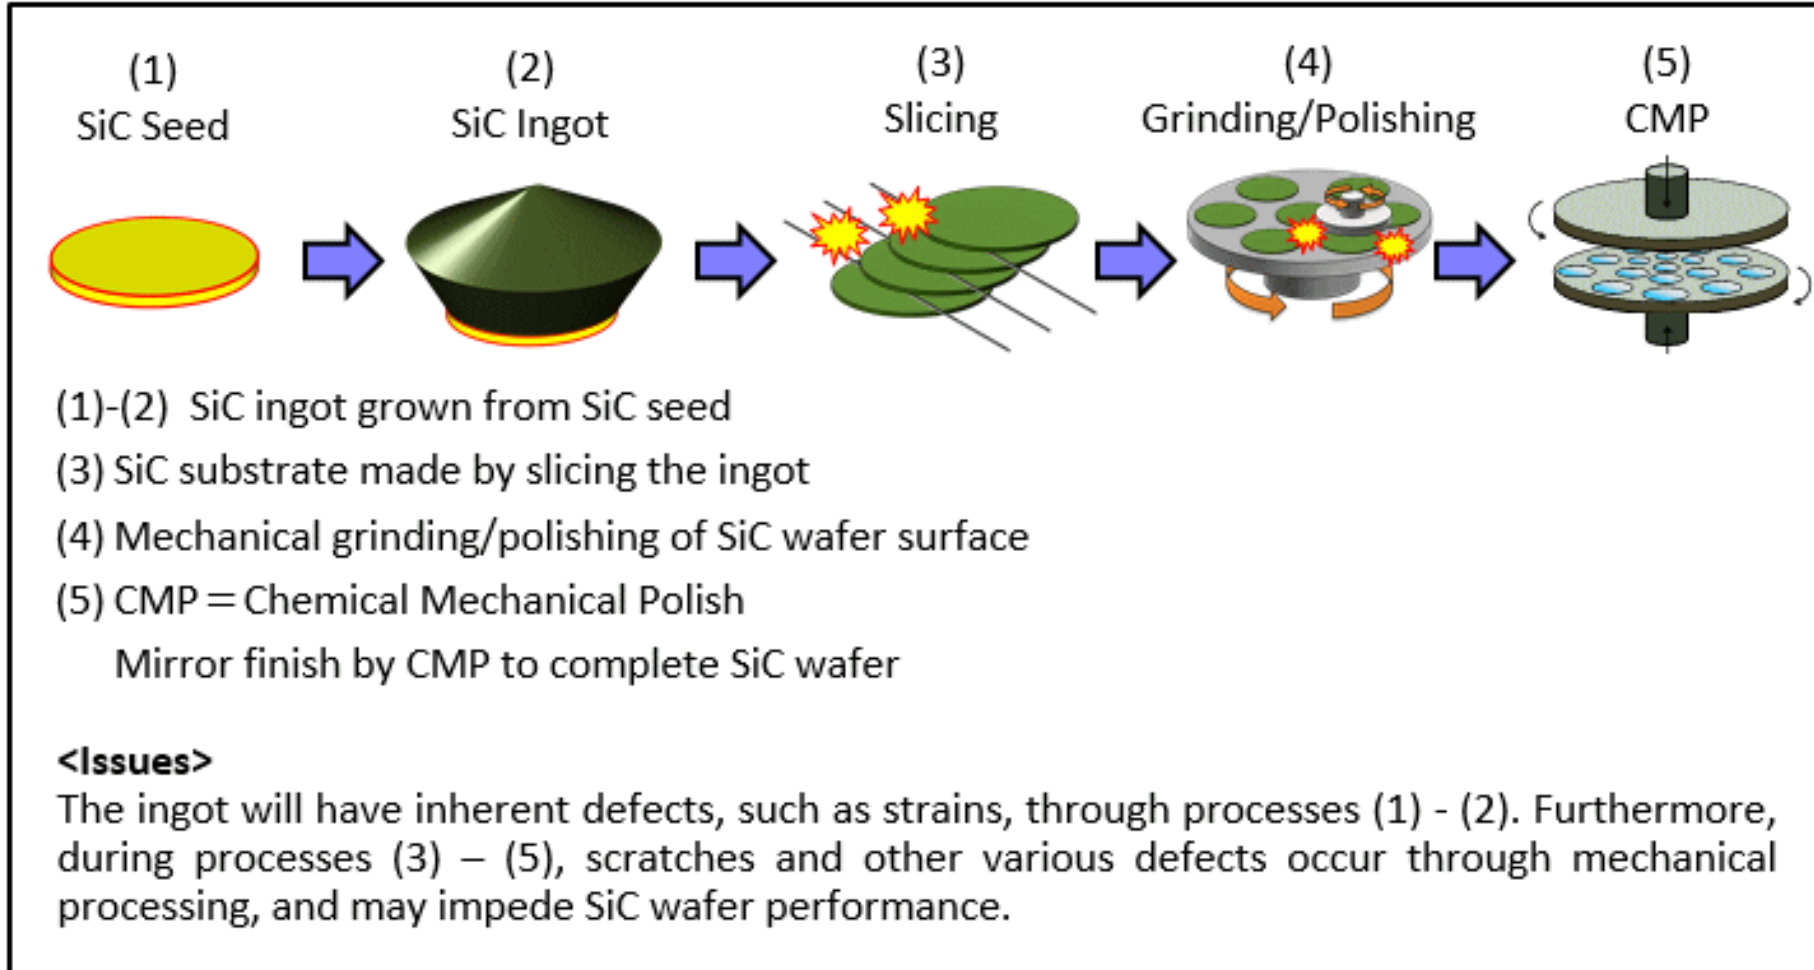 (1)
SiC Seed
(2)
SiC Ingot
(3)
Slicing
(4)
Grinding/Polishing
(5)
CMP
(1)-(2) SiC ingot grown from SiC seed
(3) SiC substrate made by slicing the ingot
(4) Mechanical grinding/polishing of SiC wafer surface
(5) CMP＝Chemical Mechanical Polish
Mirror finish by CMP to complete SiC wafer
<Issues>
The ingot will have inherent defects, such as strains, through processes (1) - (2). Furthermore,
during processes (3) – (5), scratches and other various defects occur through mechanical
processing, and may impede SiC wafer performance.